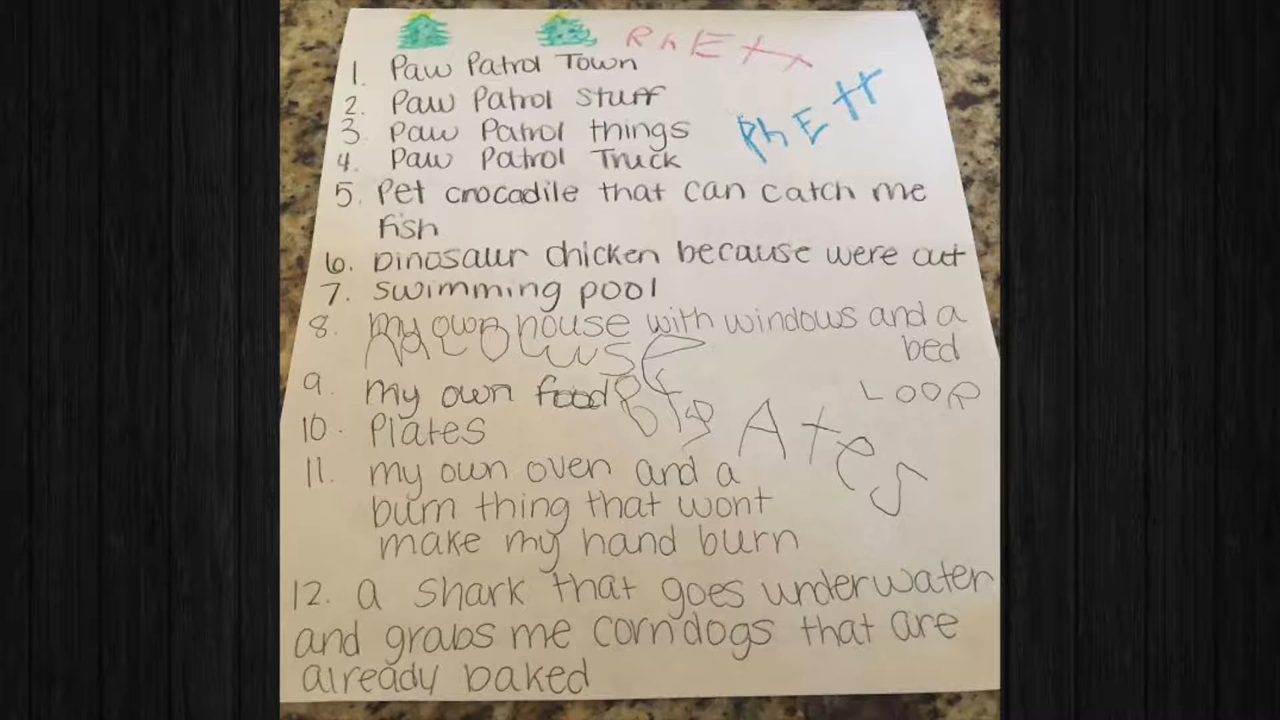 RhEtt
1. Paw Patrol Town
2. Paw Patrol Stuff
RhEtt
3. Paw Patrol things
4. Paw Patrol Truck
5. Pet crocadile that can catch me
fish
6. Dinosaur chicken because were out
7. swimming pool
8. my own house with windows and a
bed
9. my own food
LOOR
10. Plates
Ates
11. my own oven and a
burn thing that wont
make my hand burn
12. a shark that goes underwater
and grabs me corndogs that are
already baked